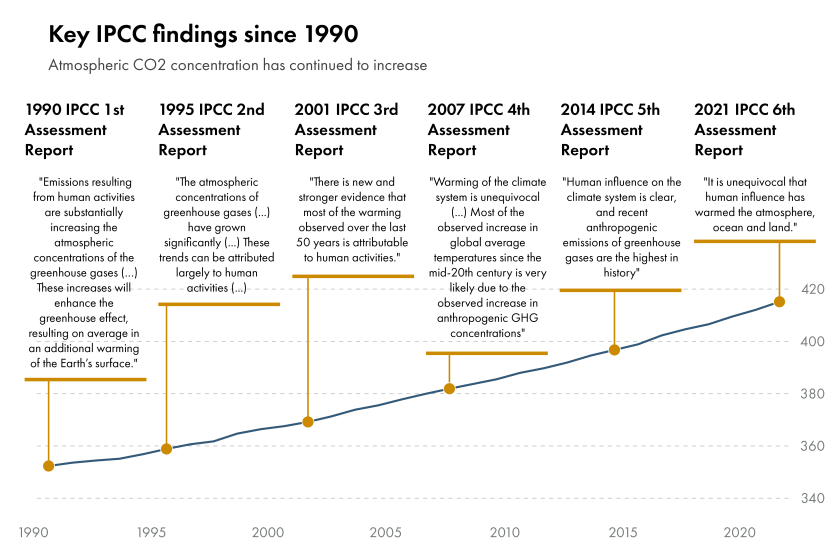 Key IPCC findings since 1990
Atmospheric CO2 concentration has continued to increase
1990 IPCC 1st
Assessment
Report
"Emissions resulting
from human activities
are substantially
increasing the
atmospheric
concentrations of the
greenhouse gases (...)
These increases will
enhance the
greenhouse effect,
resulting on average in
an additional warming
of the Earth's surface."
1995 IPCC 2nd
Assessment
Report
"The atmospheric
concentrations of
greenhouse gases (...)
have grown
significantly (...) These
trends can be attributed
largely to human
activities (...)
2001 IPCC 3rd
Assessment
Report
"There is new and
stronger evidence that
most of the warming
observed over the last
50 years is attributable
to human activities."
2007 IPCC 4th
Assessment
Report
"Warming of the climate
system is unequivocal
(...) Most of the
observed increase in
global average
temperatures since the
mid-20th century is very
likely due to the
observed increase in
anthropogenic GHG
concentrations"
2014 IPCC 5th
Assessment
Report
"Human influence on the
climate system is clear,
and recent
anthropogenic
emissions of greenhouse
gases are the highest in
history"
2021 IPCC 6th
Assessment
Report
"It is unequivocal that
human influence has
warmed the atmosphere,
ocean and land."
420
400
380
360
340
1990
1995
2000
2005
2010
2015
2020